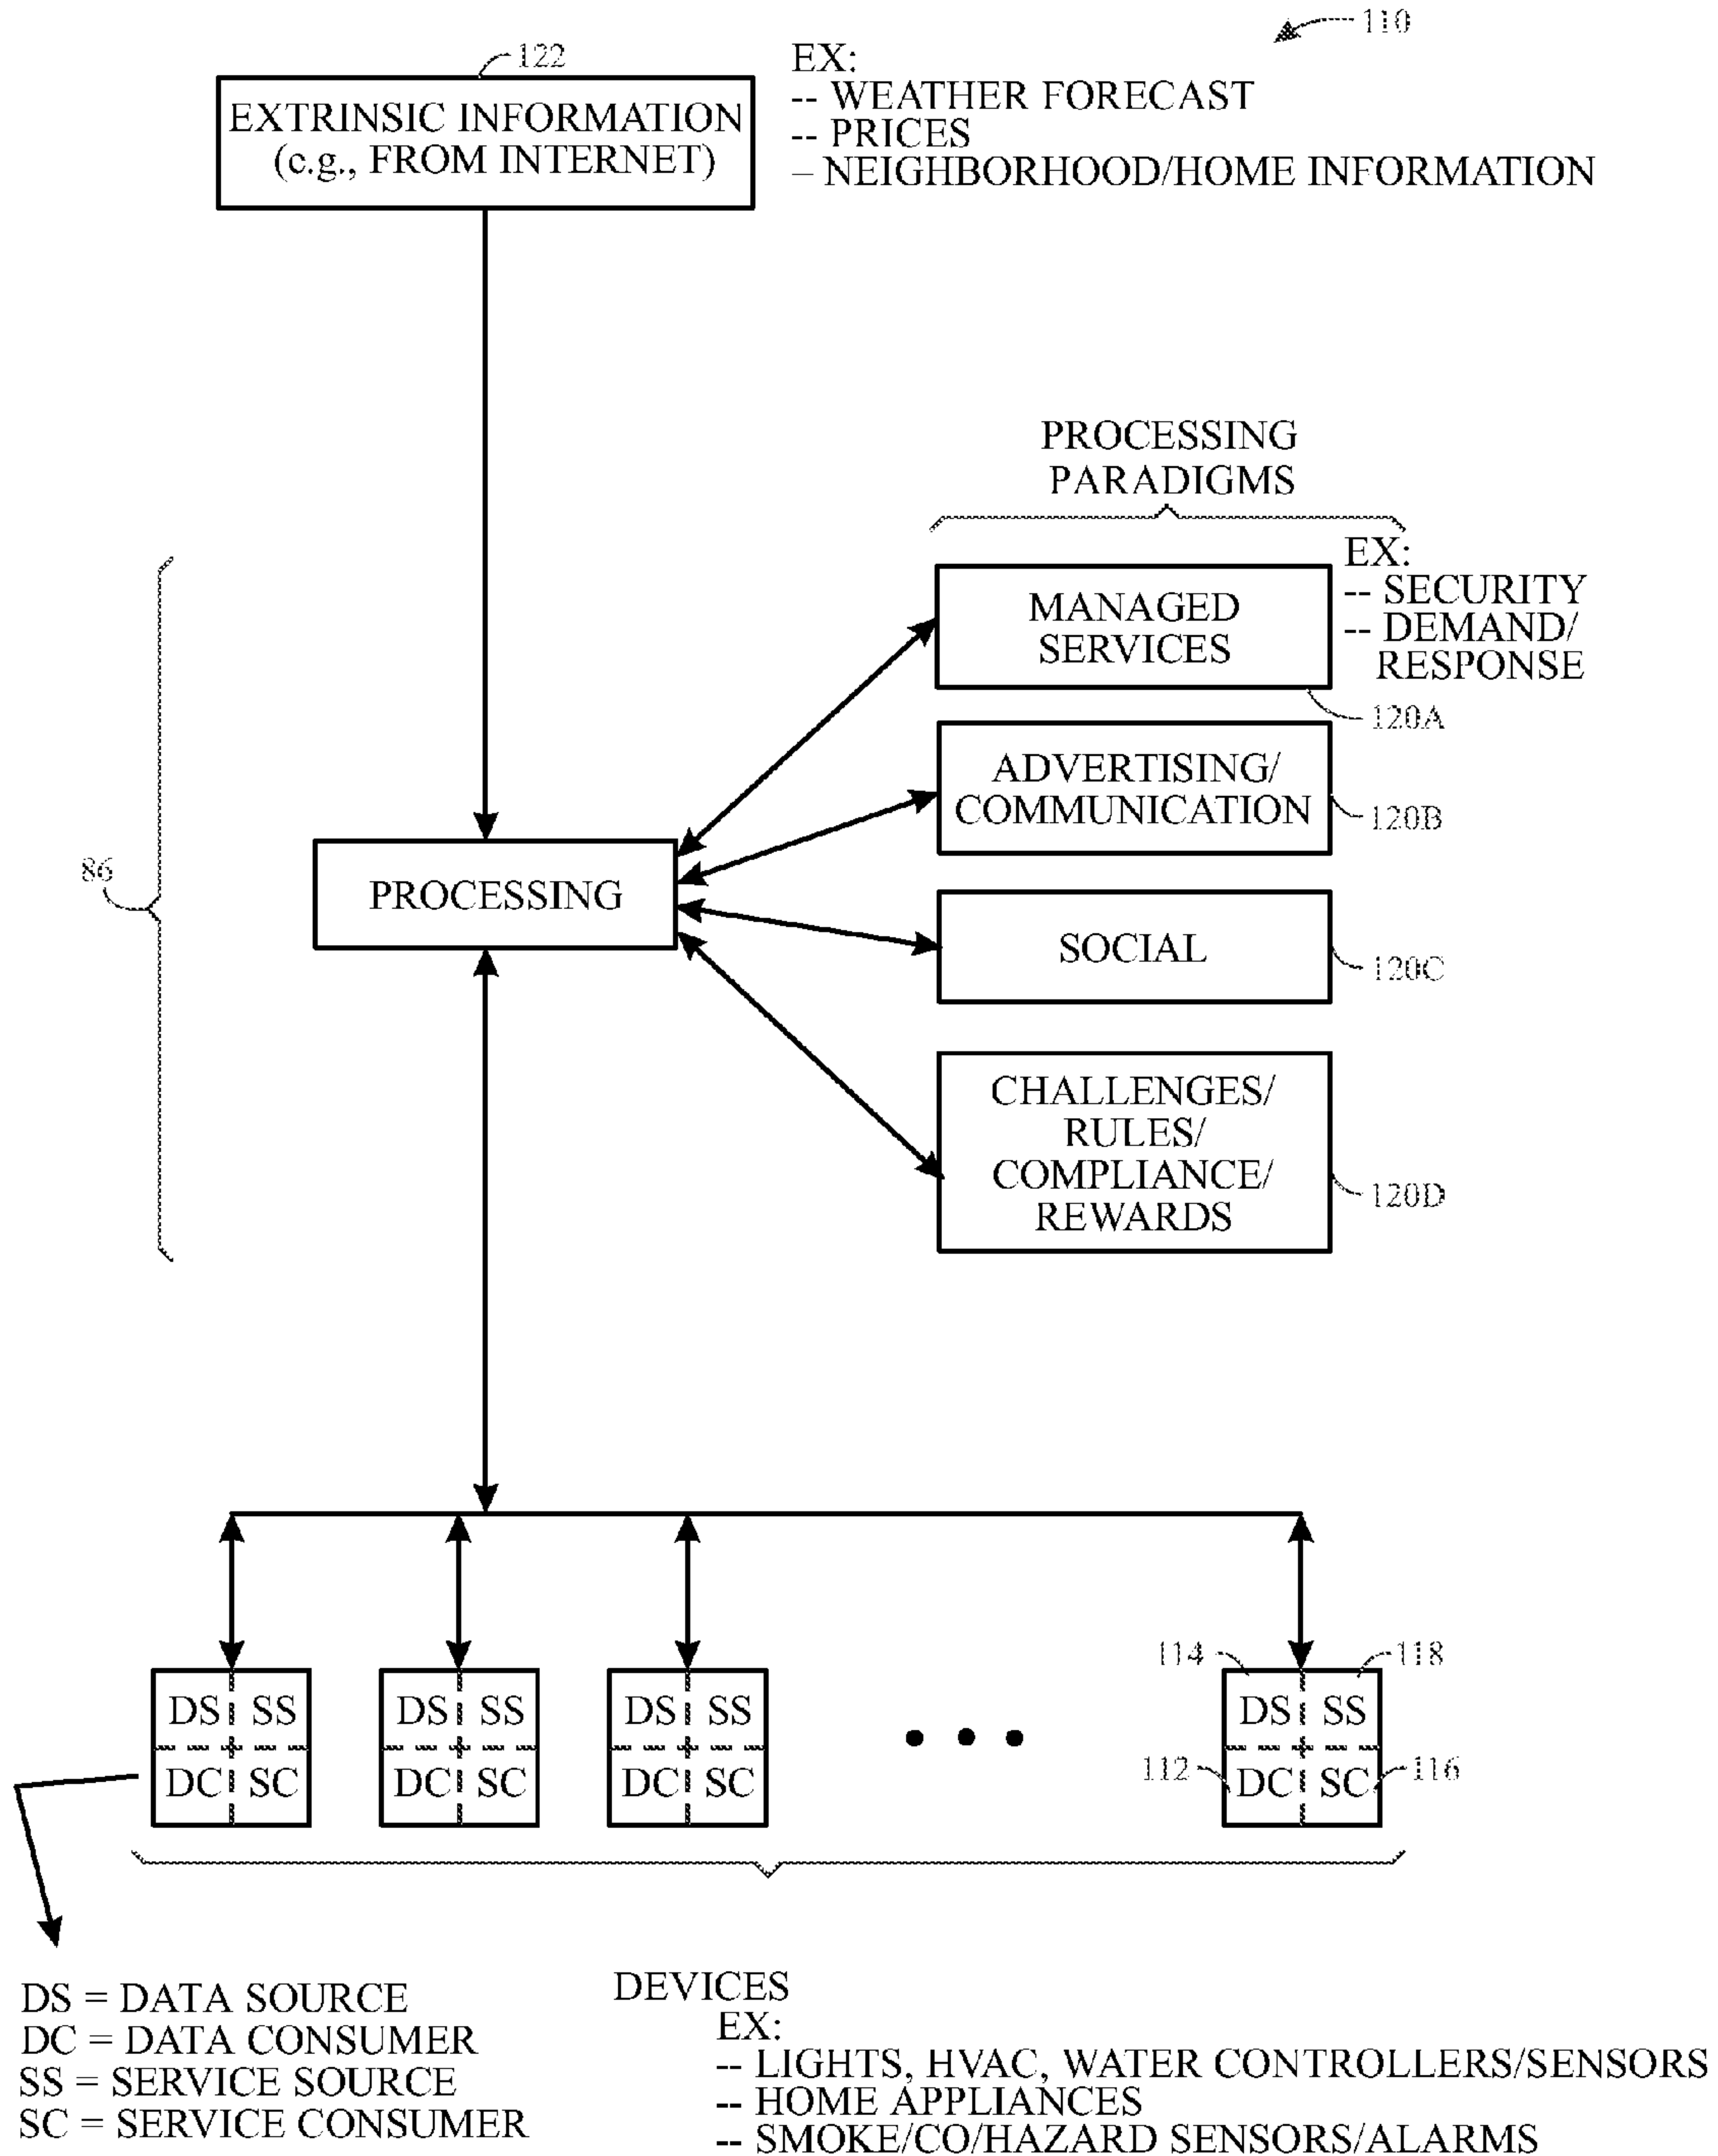 110
122
EXTRINSIC INFORMATION
(e.g., FROM INTERNET)
EX:
-- WEATHER FORECAST
-- PRICES
– NEIGHBORHOOD/HOME INFORMATION
PROCESSING
PARADIGMS
MANAGED
SERVICES
EX:
-- SECURITY
-- DEMAND/
RESPONSE
120A
ADVERTISING/
COMMUNICATION
120B
86
PROCESSING
SOCIAL
120C
CHALLENGES/
RULES/
COMPLIANCE/
REWARDS
120D
DS SS
DC SC
DS SS
DC SC
DS SS
DC SC
114
118
DS SS
112
DC SC
116
DS = DATA SOURCE
DC = DATA CONSUMER
SS = SERVICE SOURCE
SC = SERVICE CONSUMER
DEVICES
EX:
-- LIGHTS, HVAC, WATER CONTROLLERS/SENSORS
-- HOME APPLIANCES
-- SMOKE/CO/HAZARD SENSORS/ALARMS